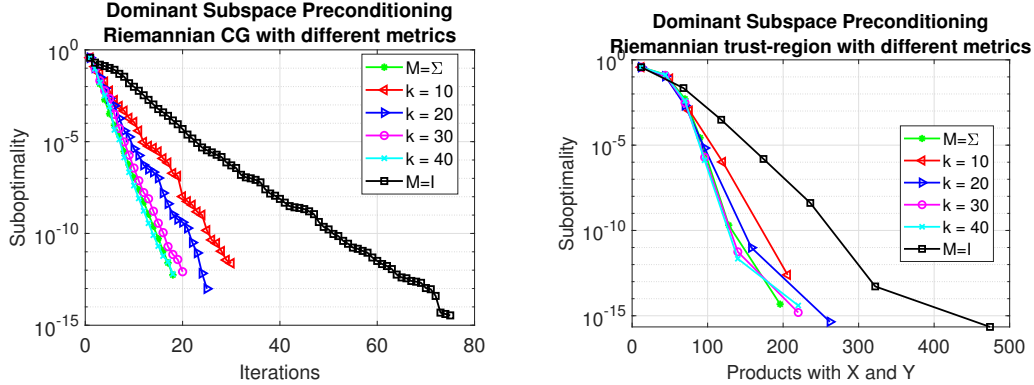 Dominant Subspace Preconditioning
Riemannian CG with different metrics
10^0
10^-5
10^-10
10^-15
Suboptimality
0
20
40
60
80
Iterations
M=Σ
k = 10
k = 20
k = 30
k = 40
M=I
Dominant Subspace Preconditioning
Riemannian trust-region with different metrics
10^0
10^-5
10^-10
10^-15
Suboptimality
0
100
200
300
400
500
Products with X and Y
M=Σ
k = 10
k = 20
k = 30
k = 40
M=I